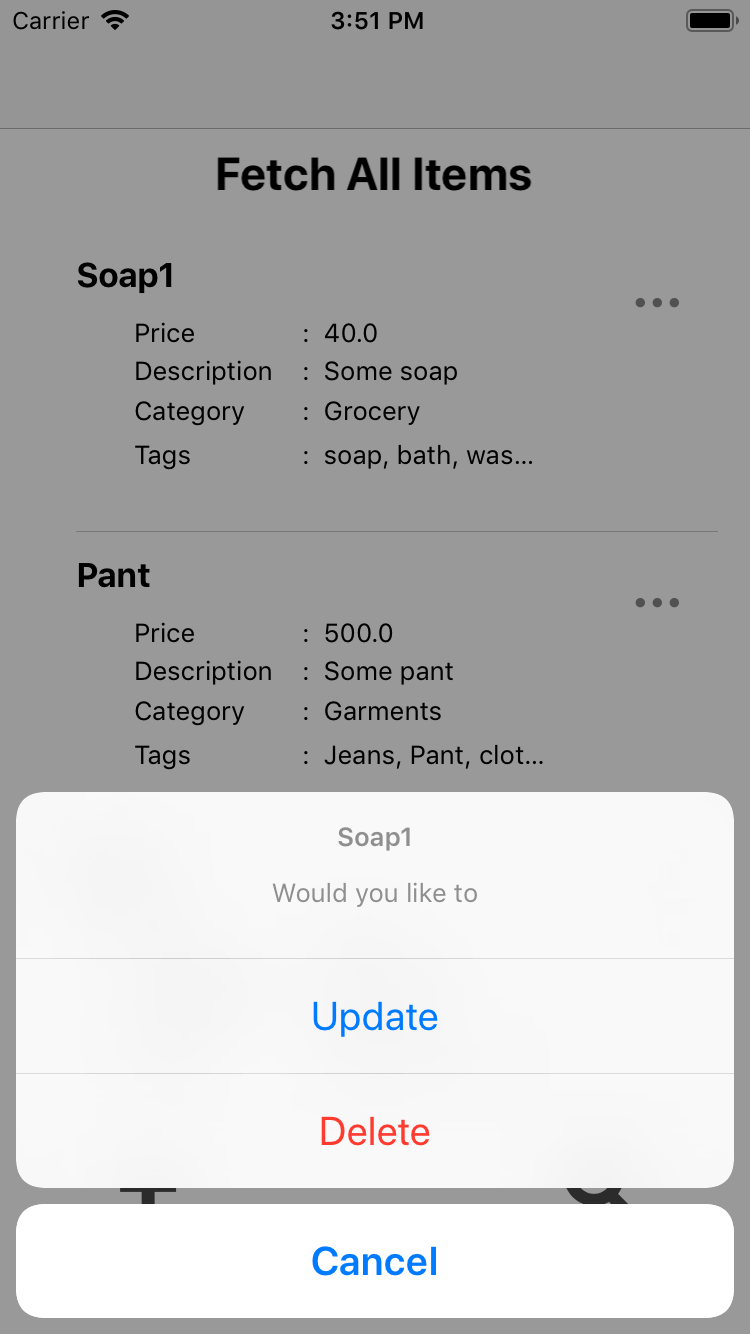 Carrier 3:51 PM
Fetch All Items
Soap1
Price : 40.0
Description : Some soap
Category : Grocery
Tags : soap, bath, was...
Pant
Price : 500.0
Description : Some pant
Category : Garments
Tags : Jeans, Pant, clot...
Soap1
Would you like to
Update
Delete
Cancel